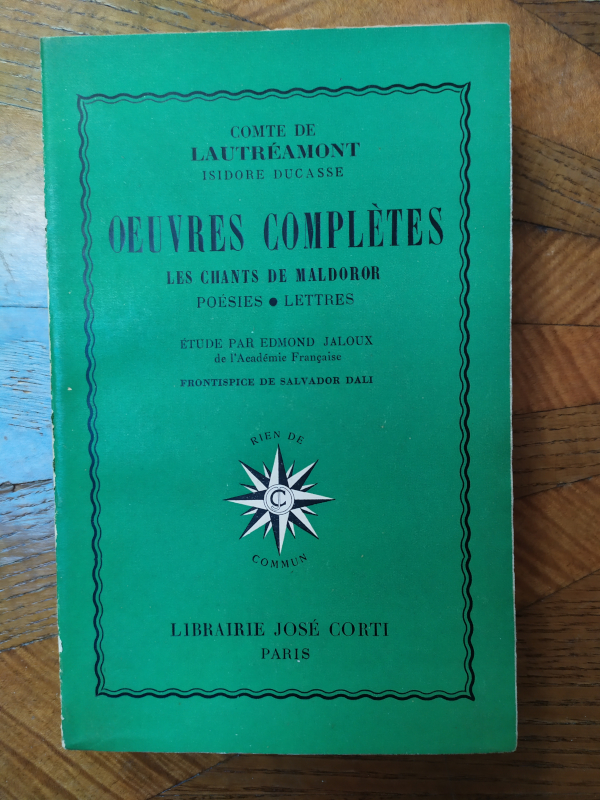 COMTE DE
LAUTRÉAMONT
ISIDORE DUCASSE
OEUVRES COMPLÈTES
LES CHANTS DE MALDOROR
POÉSIES • LETTRES
ÉTUDE PAR EDMOND JALOUX
de l'Académie Française
FRONTISPICE DE SALVADOR DALI
RIEN DE
COMMUN
LIBRAIRIE JOSÉ CORTI
PARIS